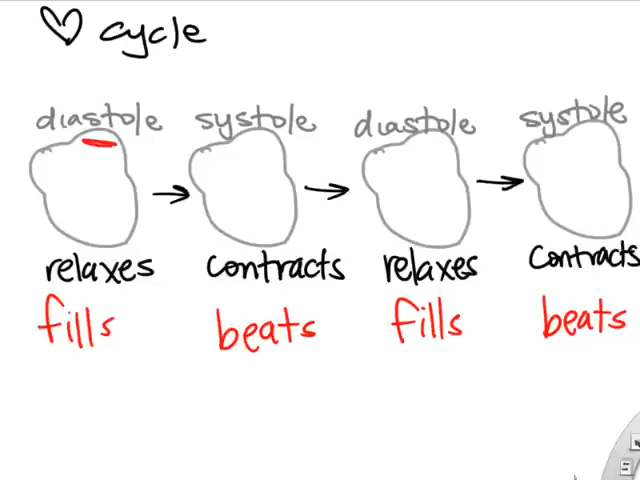 ♡ cycle
diastole systole diastole systole
relaxes contracts relaxes contracts
fills beats fills beats